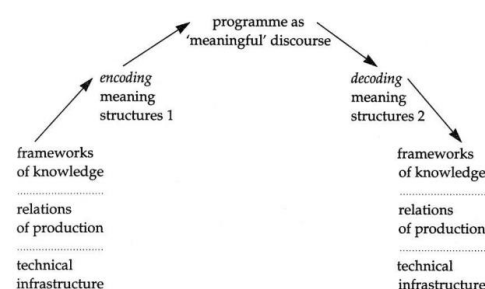 programme as
'meaningful' discourse
encoding
meaning
structures 1
decoding
meaning
structures 2
frameworks
of knowledge
relations
of production
technical
infrastructure
frameworks
of knowledge
relations
of production
technical
infrastructure